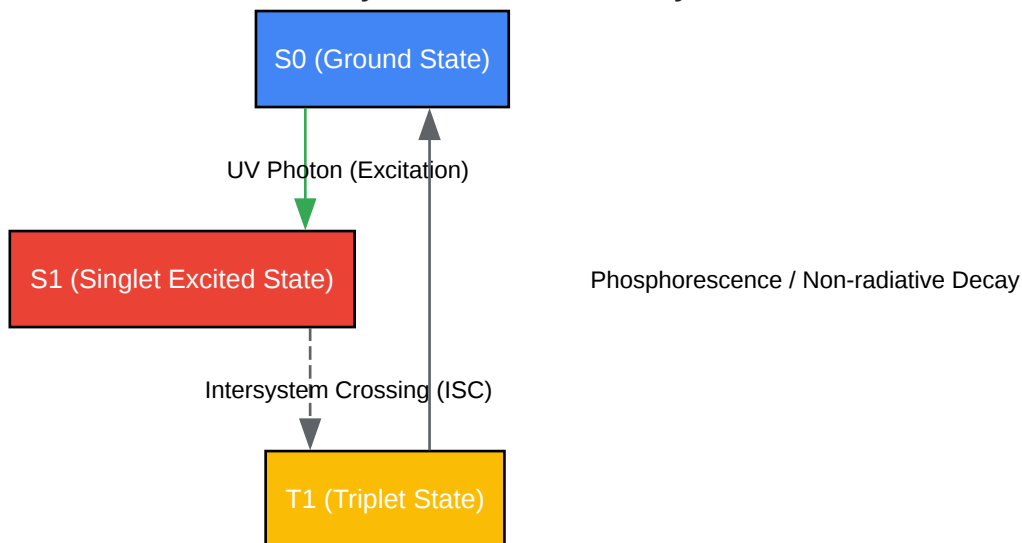 S0 (Ground State)
UV Photon (Excitation)
S1 (Singlet Excited State)
Phosphorescence / Non-radiative Decay
Intersystem Crossing (ISC)
T1 (Triplet State)